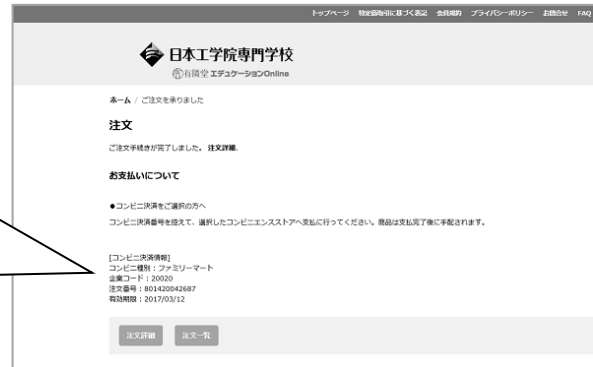 トップページ 特定商取引に基づく表記 会員規約 プライバシーポリシー お問合せ FAQ
日本工学院専門学校
有隣堂 エデュケーションOnline
ホーム / ご注文を承りました
注文
ご注文手続きが完了しました。 注文詳細.
お支払いについて
●コンビニ決済をご選択の方へ
コンビニ決済番号を控えて、選択したコンビニエンスストアへ支払に行ってください。商品は支払完了後に手配されます。
[コンビニ決済情報]
コンビニ種別：ファミリーマート
企業コード：20020
注文番号：801420042687
有効期限：2017/03/12
注文詳細 注文一覧